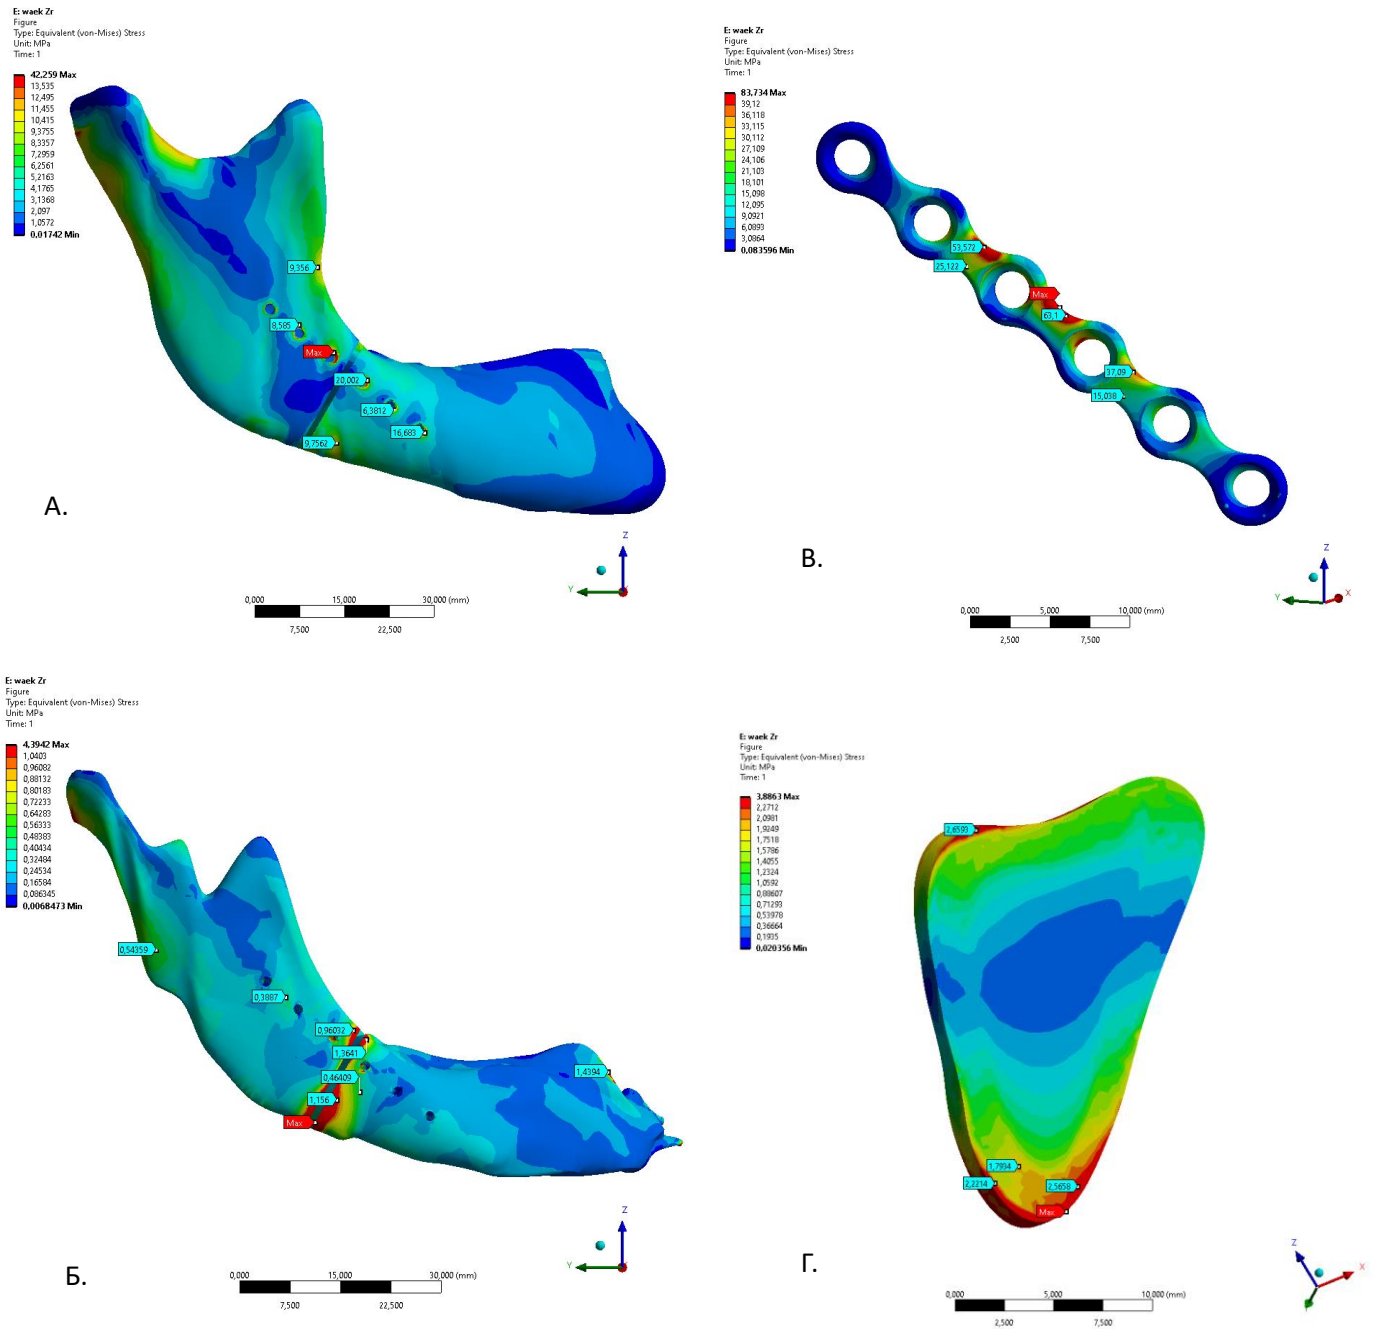 E: waek Zr
Figure
Type: Equivalent (von-Mises) Stress
Unit: MPa
Time: 1
42,259 Max
13,535
12,495
11,455
10,415
9,3755
8,3357
7,2959
6,2561
5,2163
4,1765
3,1368
2,097
1,0572
0,01742 Min
9,356
8,585
Max
20,002
6,3812
16,683
9,7562
А.
Z
Y
0,000 15,000 30,000 (mm)
7,500 22,500
E: waek Zr
Figure
Type: Equivalent (von-Mises) Stress
Unit: MPa
Time: 1
83,734 Max
39,12
36,118
33,115
30,112
27,109
24,106
21,103
18,101
15,098
12,095
9,0921
6,0893
3,0864
0,083596 Min
53,572
25,122
Max
63,1
37,09
15,038
В.
Z
Y
X
0,000 5,000 10,000 (mm)
2,500 7,500
E: waek Zr
Figure
Type: Equivalent (von-Mises) Stress
Unit: MPa
Time: 1
4,3942 Max
1,0403
0,96082
0,88132
0,80183
0,72233
0,64283
0,56333
0,48383
0,40434
0,32484
0,24534
0,16584
0,086345
0,0068473 Min
0,54359
0,3887
0,96032
1,3641
0,46409
1,156
Max
1,4394
Б.
Z
Y
0,000 15,000 30,000 (mm)
7,500 22,500
E: waek Zr
Figure
Type: Equivalent (von-Mises) Stress
Unit: MPa
Time: 1
3,8863 Max
2,2712
2,0981
1,9249
1,7518
1,5786
1,4055
1,2324
1,0592
0,88607
0,71293
0,53978
0,36664
0,1935
0,020356 Min
2,6593
1,7934
2,2214
2,5658
Max
Г.
Z
X
0,000 5,000 10,000 (mm)
2,500 7,500